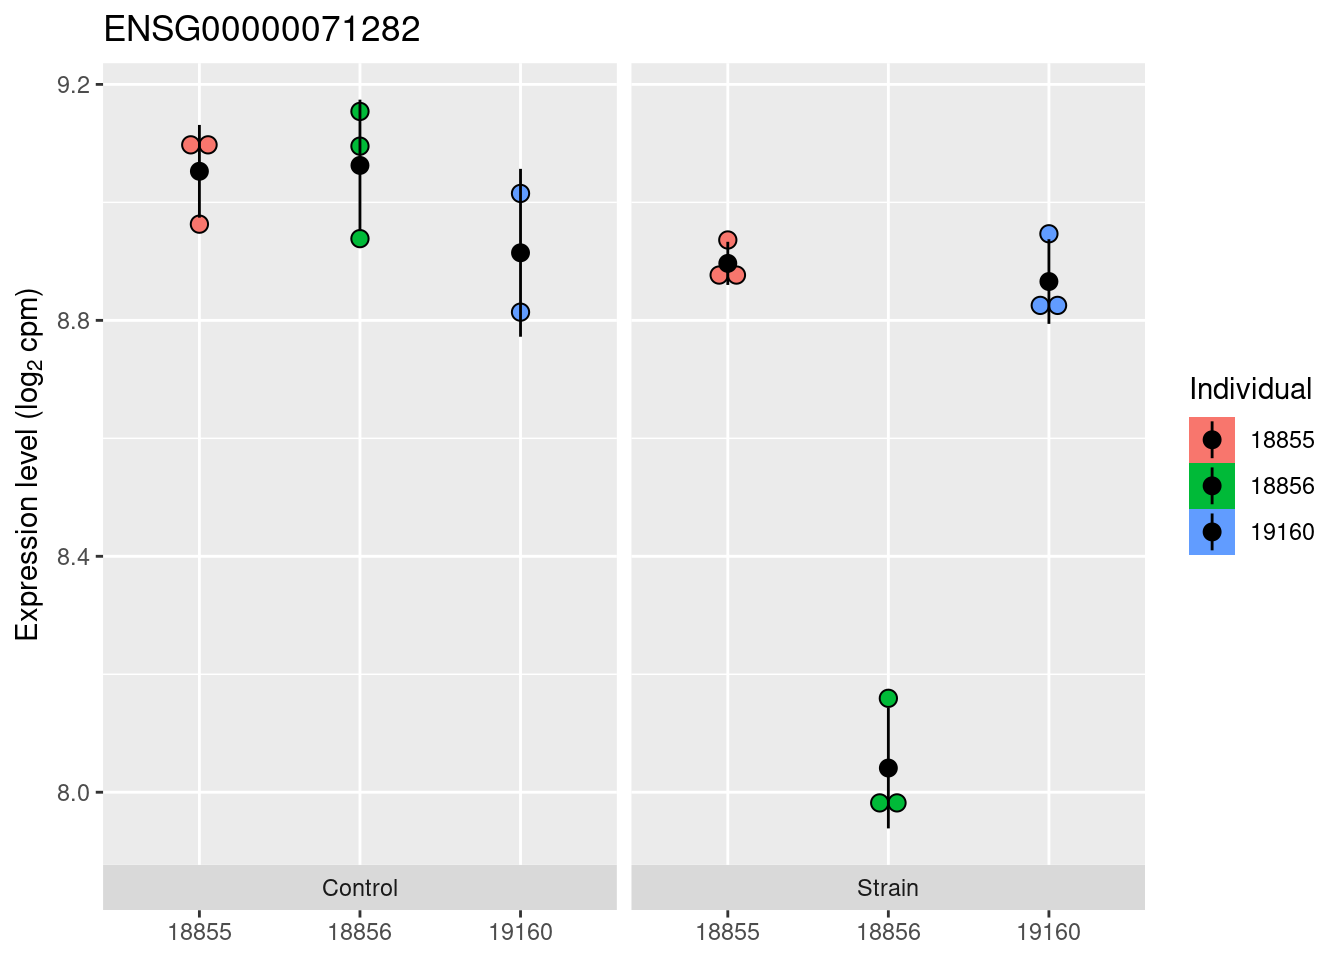 ENSG00000071282
Expression level (log₂ cpm)
9.2
8.8
8.4
8.0
Control
Strain
18855 18856 19160 18855 18856 19160
Individual
18855
18856
19160